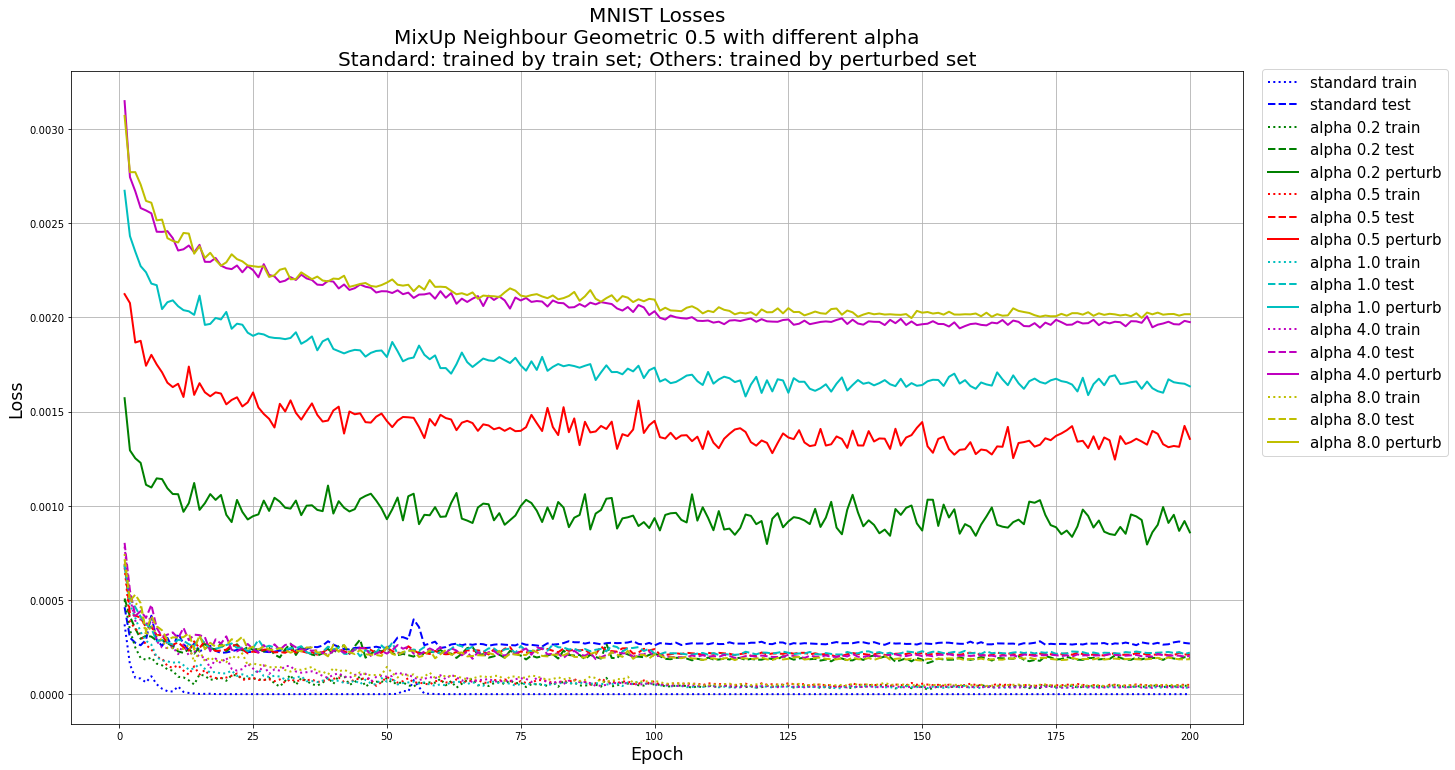 MNIST Losses
MixUp Neighbour Geometric 0.5 with different alpha
Standard: trained by train set; Others: trained by perturbed set
standard train
standard test
alpha 0.2 train
alpha 0.2 test
alpha 0.2 perturb
alpha 0.5 train
alpha 0.5 test
alpha 0.5 perturb
alpha 1.0 train
alpha 1.0 test
alpha 1.0 perturb
alpha 4.0 train
alpha 4.0 test
alpha 4.0 perturb
alpha 8.0 train
alpha 8.0 test
alpha 8.0 perturb
Loss
0.0030
0.0025
0.0020
0.0015
0.0010
0.0005
0.0000
0 25 50 75 100 125 150 175 200
Epoch